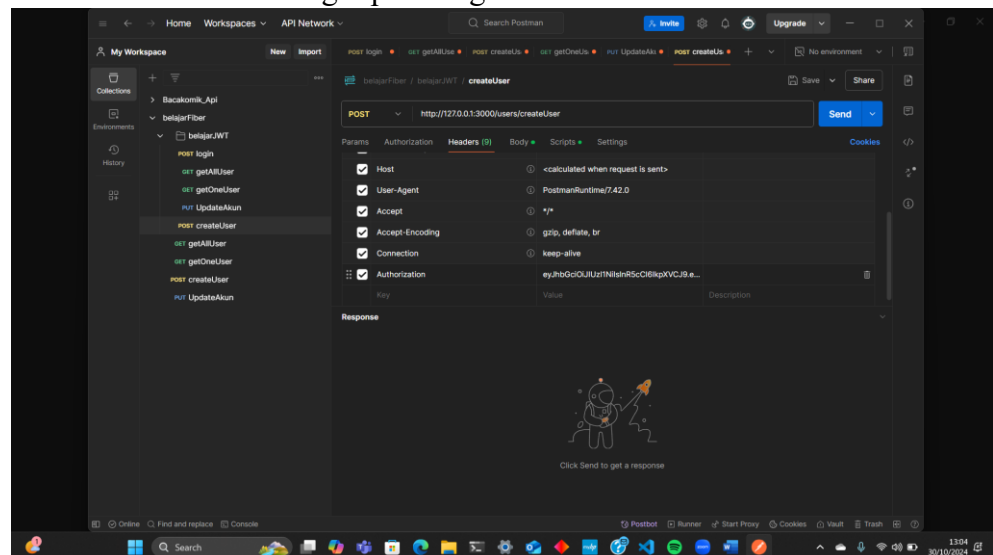 Home Workspaces API Network Search Postman Invite Upgrade
My Workspace New Import POST login GET getAllUse POST createUs GET getOneUs PUT UpdateAku POST createUs No environment
belajarFiber / belajarJWT / createUser Save Share
Collections
Bacakomik_Api
belajarFiber
POST http://127.0.0.1:3000/users/createUser Send
Environments
belajarJWT
Params Authorization Headers (9) Body Scripts Settings Cookies
POST login
History
Host <calculated when request is sent>
GET getAllUser
GET getOneUser
User-Agent PostmanRuntime/7.42.0
PUT UpdateAkun
Accept */*
POST createUser
Accept-Encoding gzip, deflate, br
GET getAllUser
Connection keep-alive
GET getOneUser
Authorization
POST createUser
Key Value Description
PUT UpdateAkun
Response
Click Send to get a response
Online Find and replace Console Postbot Runner Start Proxy Cookies Vault Trash
Search
13:04
30/10/2024